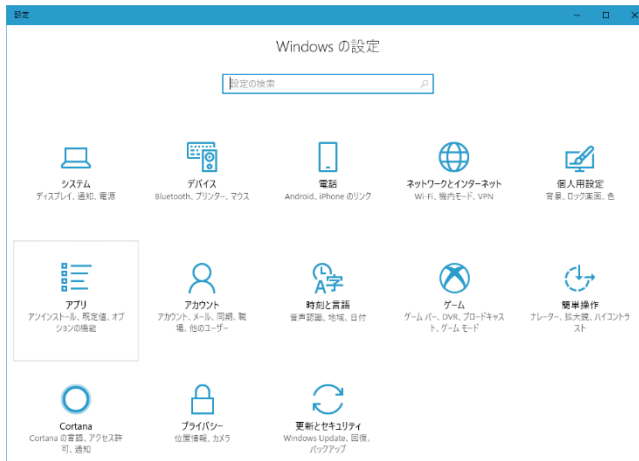 設定
Windows の設定
設定の検索
システム
ディスプレイ、通知、電源
デバイス
Bluetooth、プリンター、マウス
電話
Android、iPhone のリンク
ネットワークとインターネット
Wi-Fi、機内モード、VPN
個人用設定
背景、ロック画面、色
アプリ
アンインストール、既定値、オプ
ションの機能
アカウント
アカウント、メール、同期、職
場、他のユーザー
時刻と言語
音声認識、地域、日付
ゲーム
ゲーム バー、DVR、ブロードキャス
ト、ゲーム モード
簡単操作
ナレーター、拡大鏡、ハイコントラ
スト
Cortana
Cortana の言語、アクセス許
可、通知
プライバシー
位置情報、カメラ
更新とセキュリティ
Windows Update、回復、
バックアップ